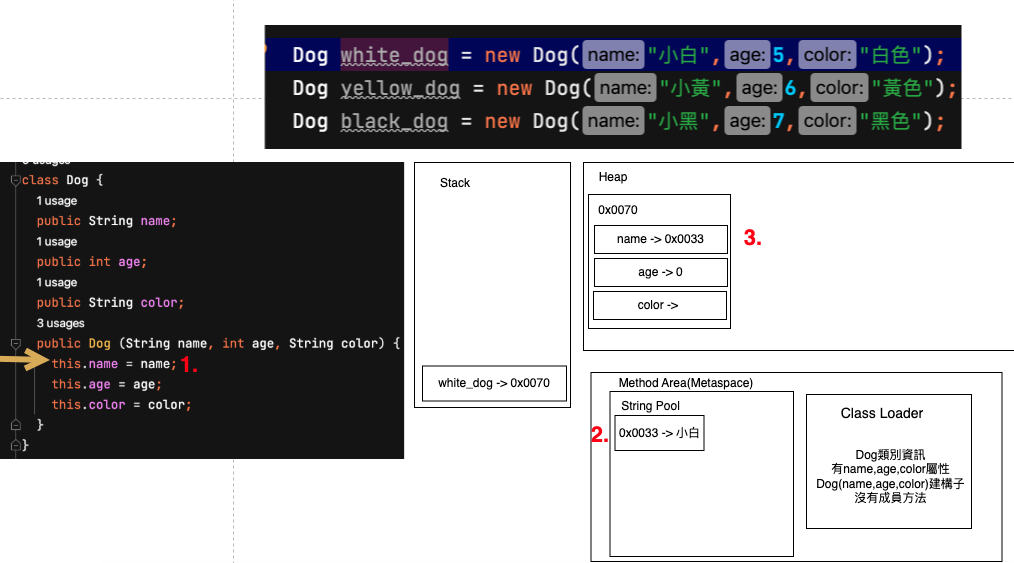 Dog white_dog = new Dog( name: "小白", age: 5, color: "白色");
Dog yellow_dog = new Dog( name: "小黃", age: 6, color: "黃色");
Dog black_dog = new Dog( name: "小黑", age: 7, color: "黑色");
class Dog {
1 usage
public String name;
1 usage
public int age;
1 usage
public String color;
3 usages
public Dog (String name, int age, String color) {
this.name = name; 1.
this.age = age;
this.color = color;
}
}
Stack
white_dog -> 0x0070
Heap
0x0070
name -> 0x0033
3.
age -> 0
color ->
Method Area(Metaspace)
String Pool
2. 0x0033 -> 小白
Class Loader
Dog類別資訊
有name,age,color屬性
Dog(name,age,color)建構子
沒有成員方法